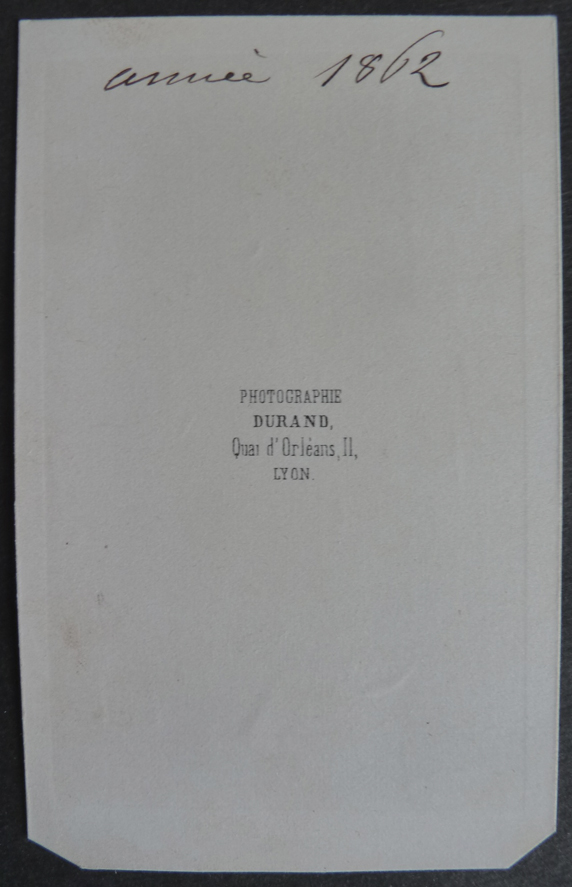 année 1862
PHOTOGRAPHIE
DURAND,
Quai d'Orléans, 11,
LYON.